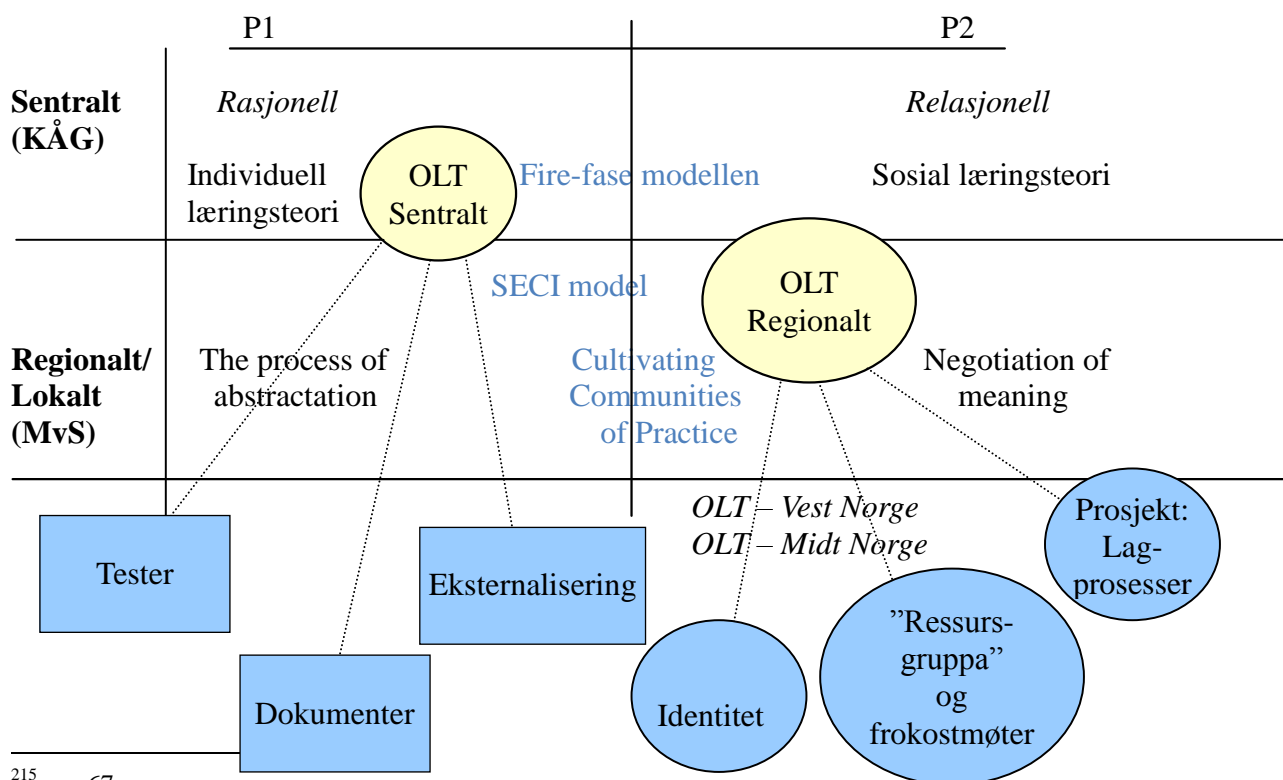 P1
P2
Sentralt
(KÅG)
Rasjonell
Relasjonell
Individuell
læringsteori
OLT
Sentralt
Fire-fase modellen
Sosial læringsteori
SECI model
OLT
Regionalt
Regionalt/
Lokalt
(MvS)
The process of
abstractation
Cultivating
Communities
of Practice
Negotiation of
meaning
OLT – Vest Norge
OLT – Midt Norge
Prosjekt:
Lag-
prosesser
Tester
Eksternalisering
”Ressurs-
gruppa”
og
frokostmøter
Dokumenter
Identitet
215